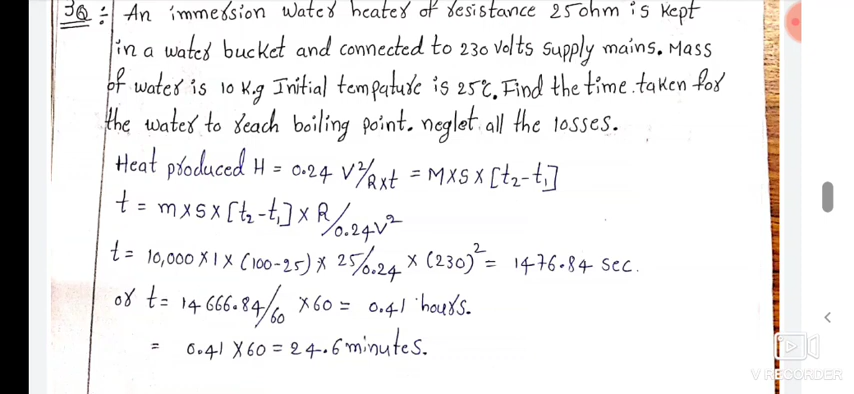 3Q ÷ An immersion water heater of resistance 25 ohm is kept
in a water bucket and connected to 230 volts supply mains. Mass
of water is 10 K.g Initial tempature is 25°C. Find the time taken for
the water to reach boiling point. neglet all the losses.
Heat produced H = 0.24 V²/R x t = M x S x [t₂ - t₁]
t = m x s x [t₂ - t₁] x R/0.24V²
t = 10,000 x 1 x (100-25) x 25/0.24 x (230)² = 1476.84 sec.
or t = 14666.84/60 x 60 = 0.41 hours.
= 0.41 x 60 = 24.6 minutes.
V RECORDER